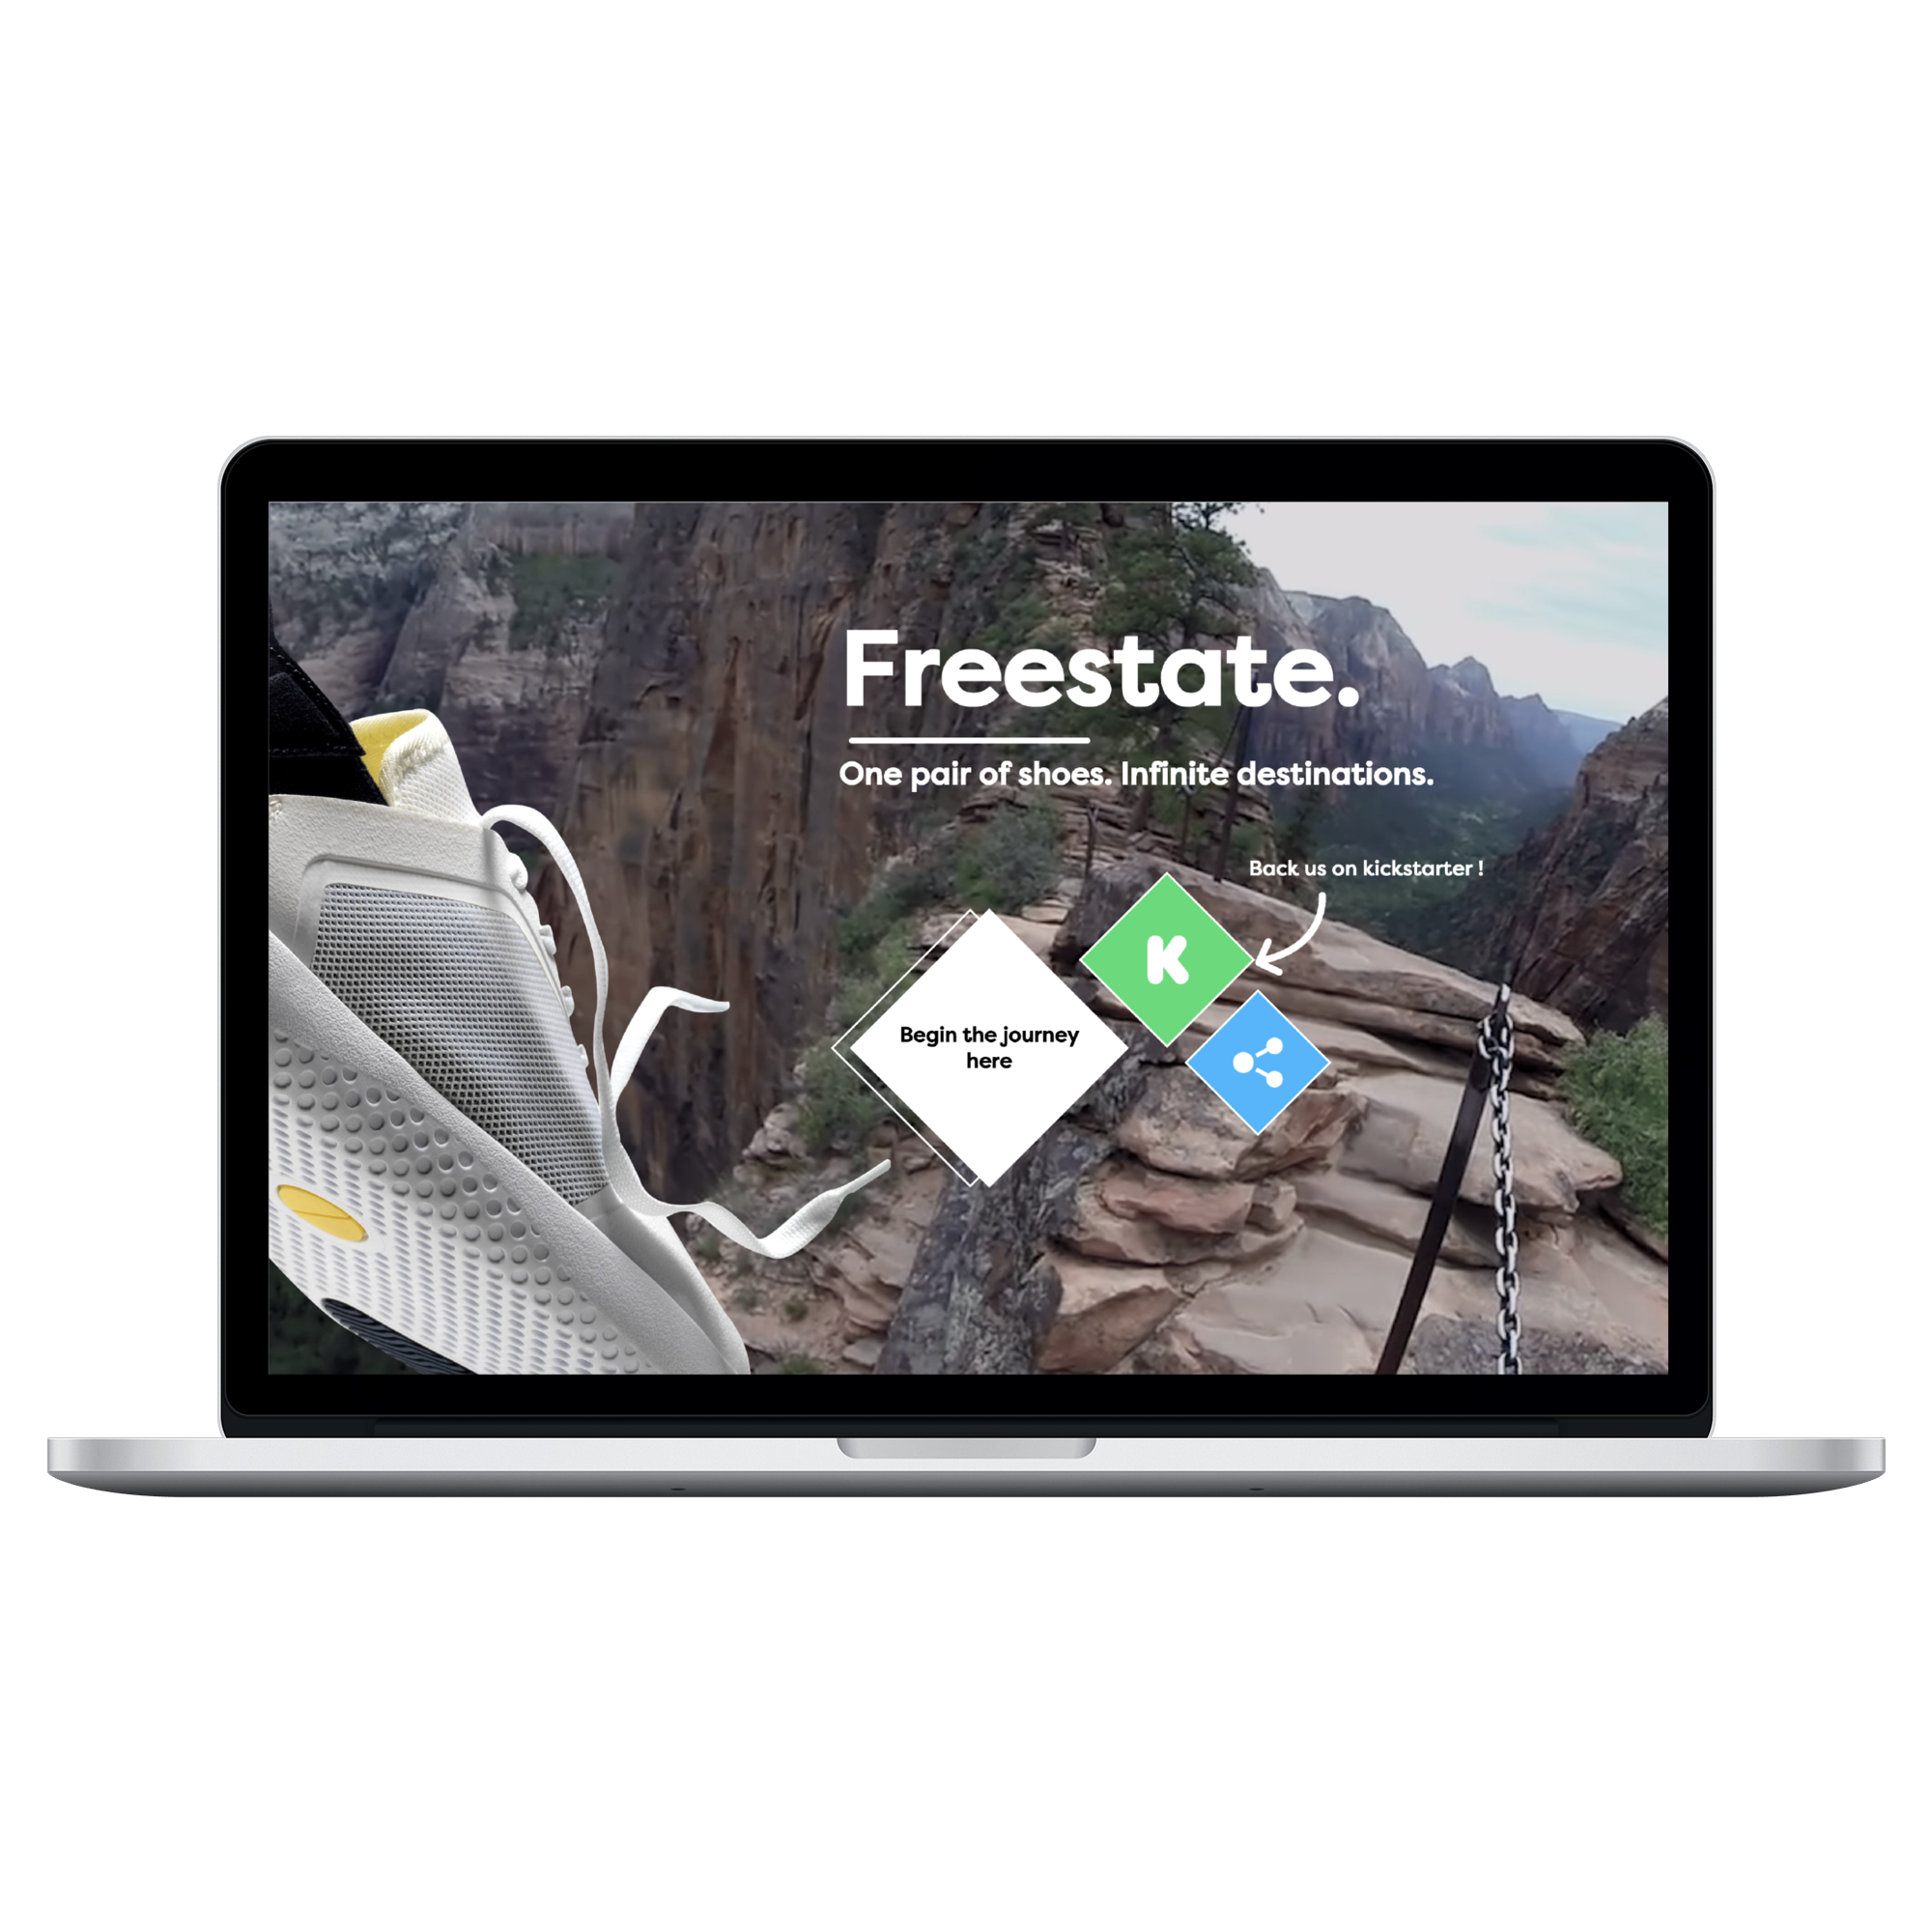 Freestate.
One pair of shoes. Infinite destinations.
Back us on kickstarter !
K
Begin the journey
here